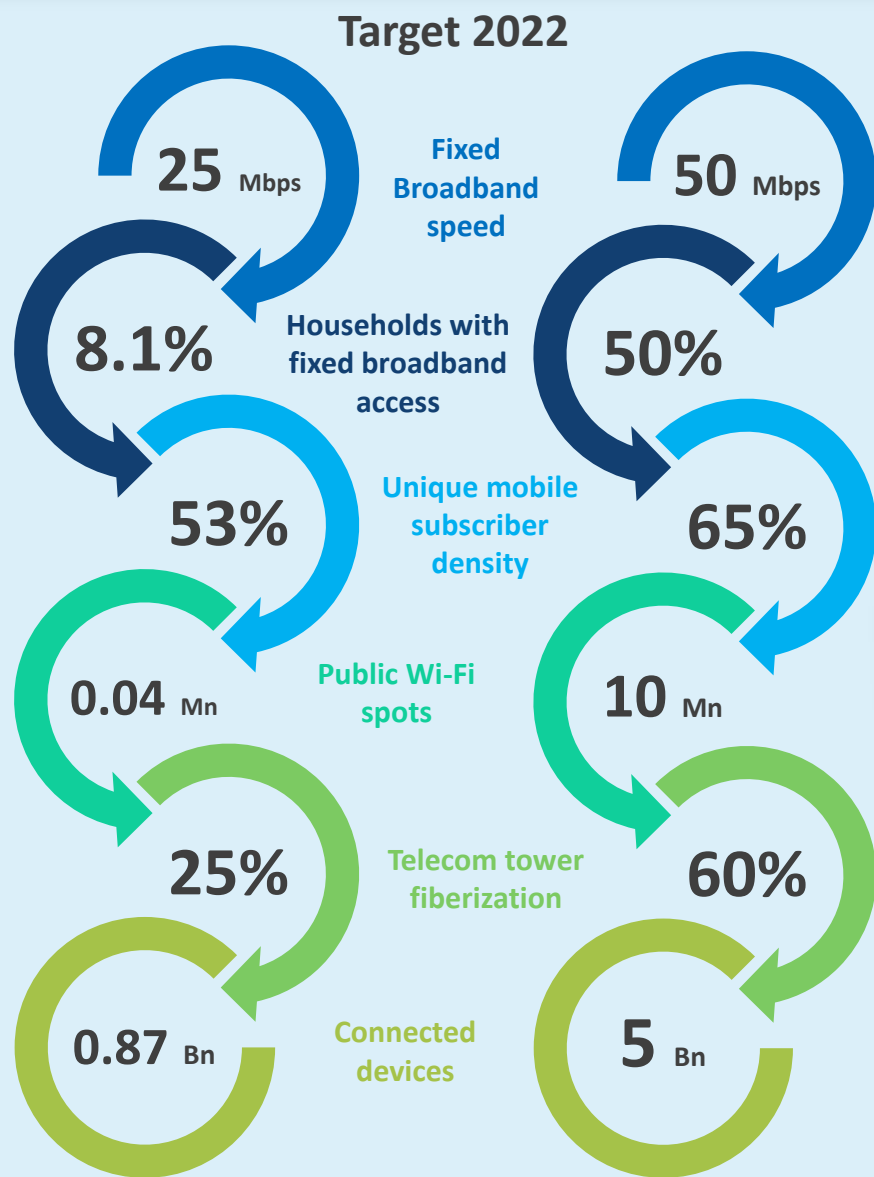 Target 2022
25 Mbps
Fixed
Broadband
speed
50 Mbps
8.1%
Households with
fixed broadband
access
50%
53%
Unique mobile
subscriber
density
65%
0.04 Mn
Public Wi-Fi
spots
10 Mn
25%
Telecom tower
fiberization
60%
0.87 Bn
Connected
devices
5 Bn